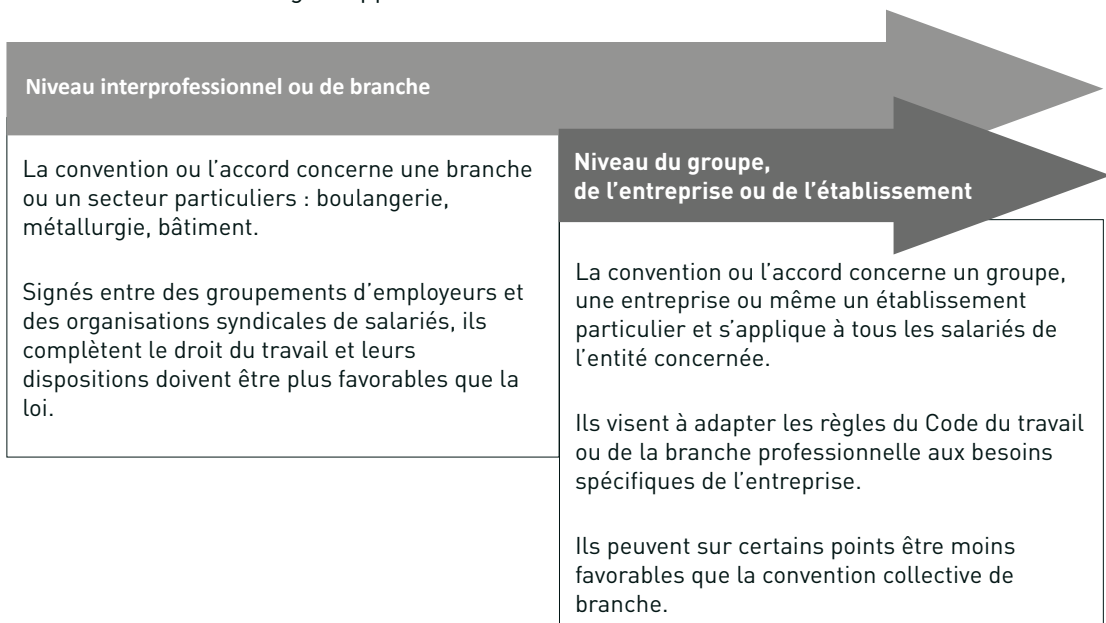 Niveau interprofessionnel ou de branche
La convention ou l’accord concerne une branche
ou un secteur particuliers : boulangerie,
métallurgie, bâtiment.
Signés entre des groupements d’employeurs et
des organisations syndicales de salariés, ils
complètent le droit du travail et leurs
dispositions doivent être plus favorables que la
loi.
Niveau du groupe,
de l’entreprise ou de l’établissement
La convention ou l’accord concerne un groupe,
une entreprise ou même un établissement
particulier et s’applique à tous les salariés de
l’entité concernée.
Ils visent à adapter les règles du Code du travail
ou de la branche professionnelle aux besoins
spécifiques de l’entreprise.
Ils peuvent sur certains points être moins
favorables que la convention collective de
branche.